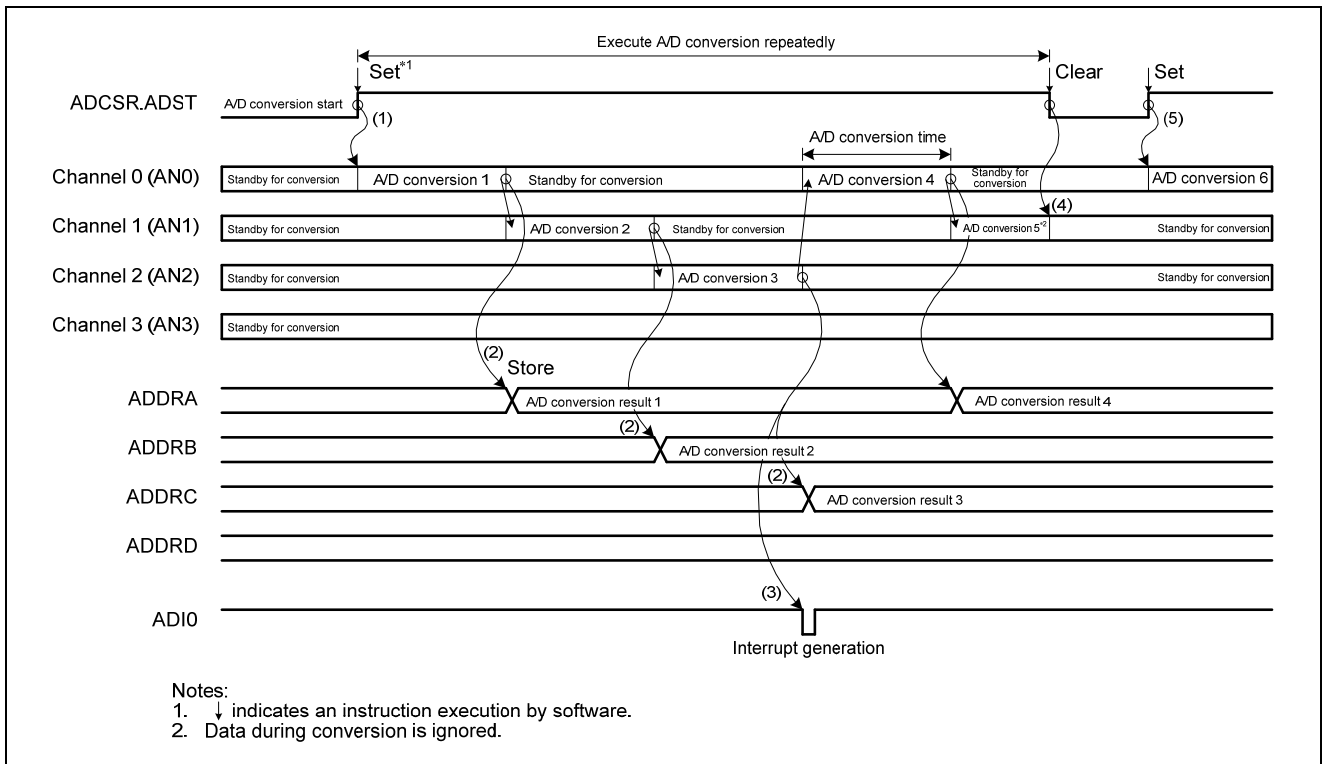 Execute A/D conversion repeatedly
Set*1
Clear
Set
ADCSR.ADST
A/D conversion start
(1)
(5)
A/D conversion time
Channel 0 (AN0)
Standby for conversion
A/D conversion 1
Standby for conversion
A/D conversion 4
Standby for
conversion
A/D conversion 6
(4)
Channel 1 (AN1)
Standby for conversion
A/D conversion 2
Standby for conversion
A/D conversion 5*2
Standby for conversion
Channel 2 (AN2)
Standby for conversion
A/D conversion 3
Standby for conversion
Channel 3 (AN3)
Standby for conversion
(2)
Store
ADDRA
A/D conversion result 1
A/D conversion result 4
(2)
ADDRB
A/D conversion result 2
(2)
ADDRC
A/D conversion result 3
ADDRD
(3)
ADI0
Interrupt generation
Notes:
1. ↓ indicates an instruction execution by software.
2. Data during conversion is ignored.